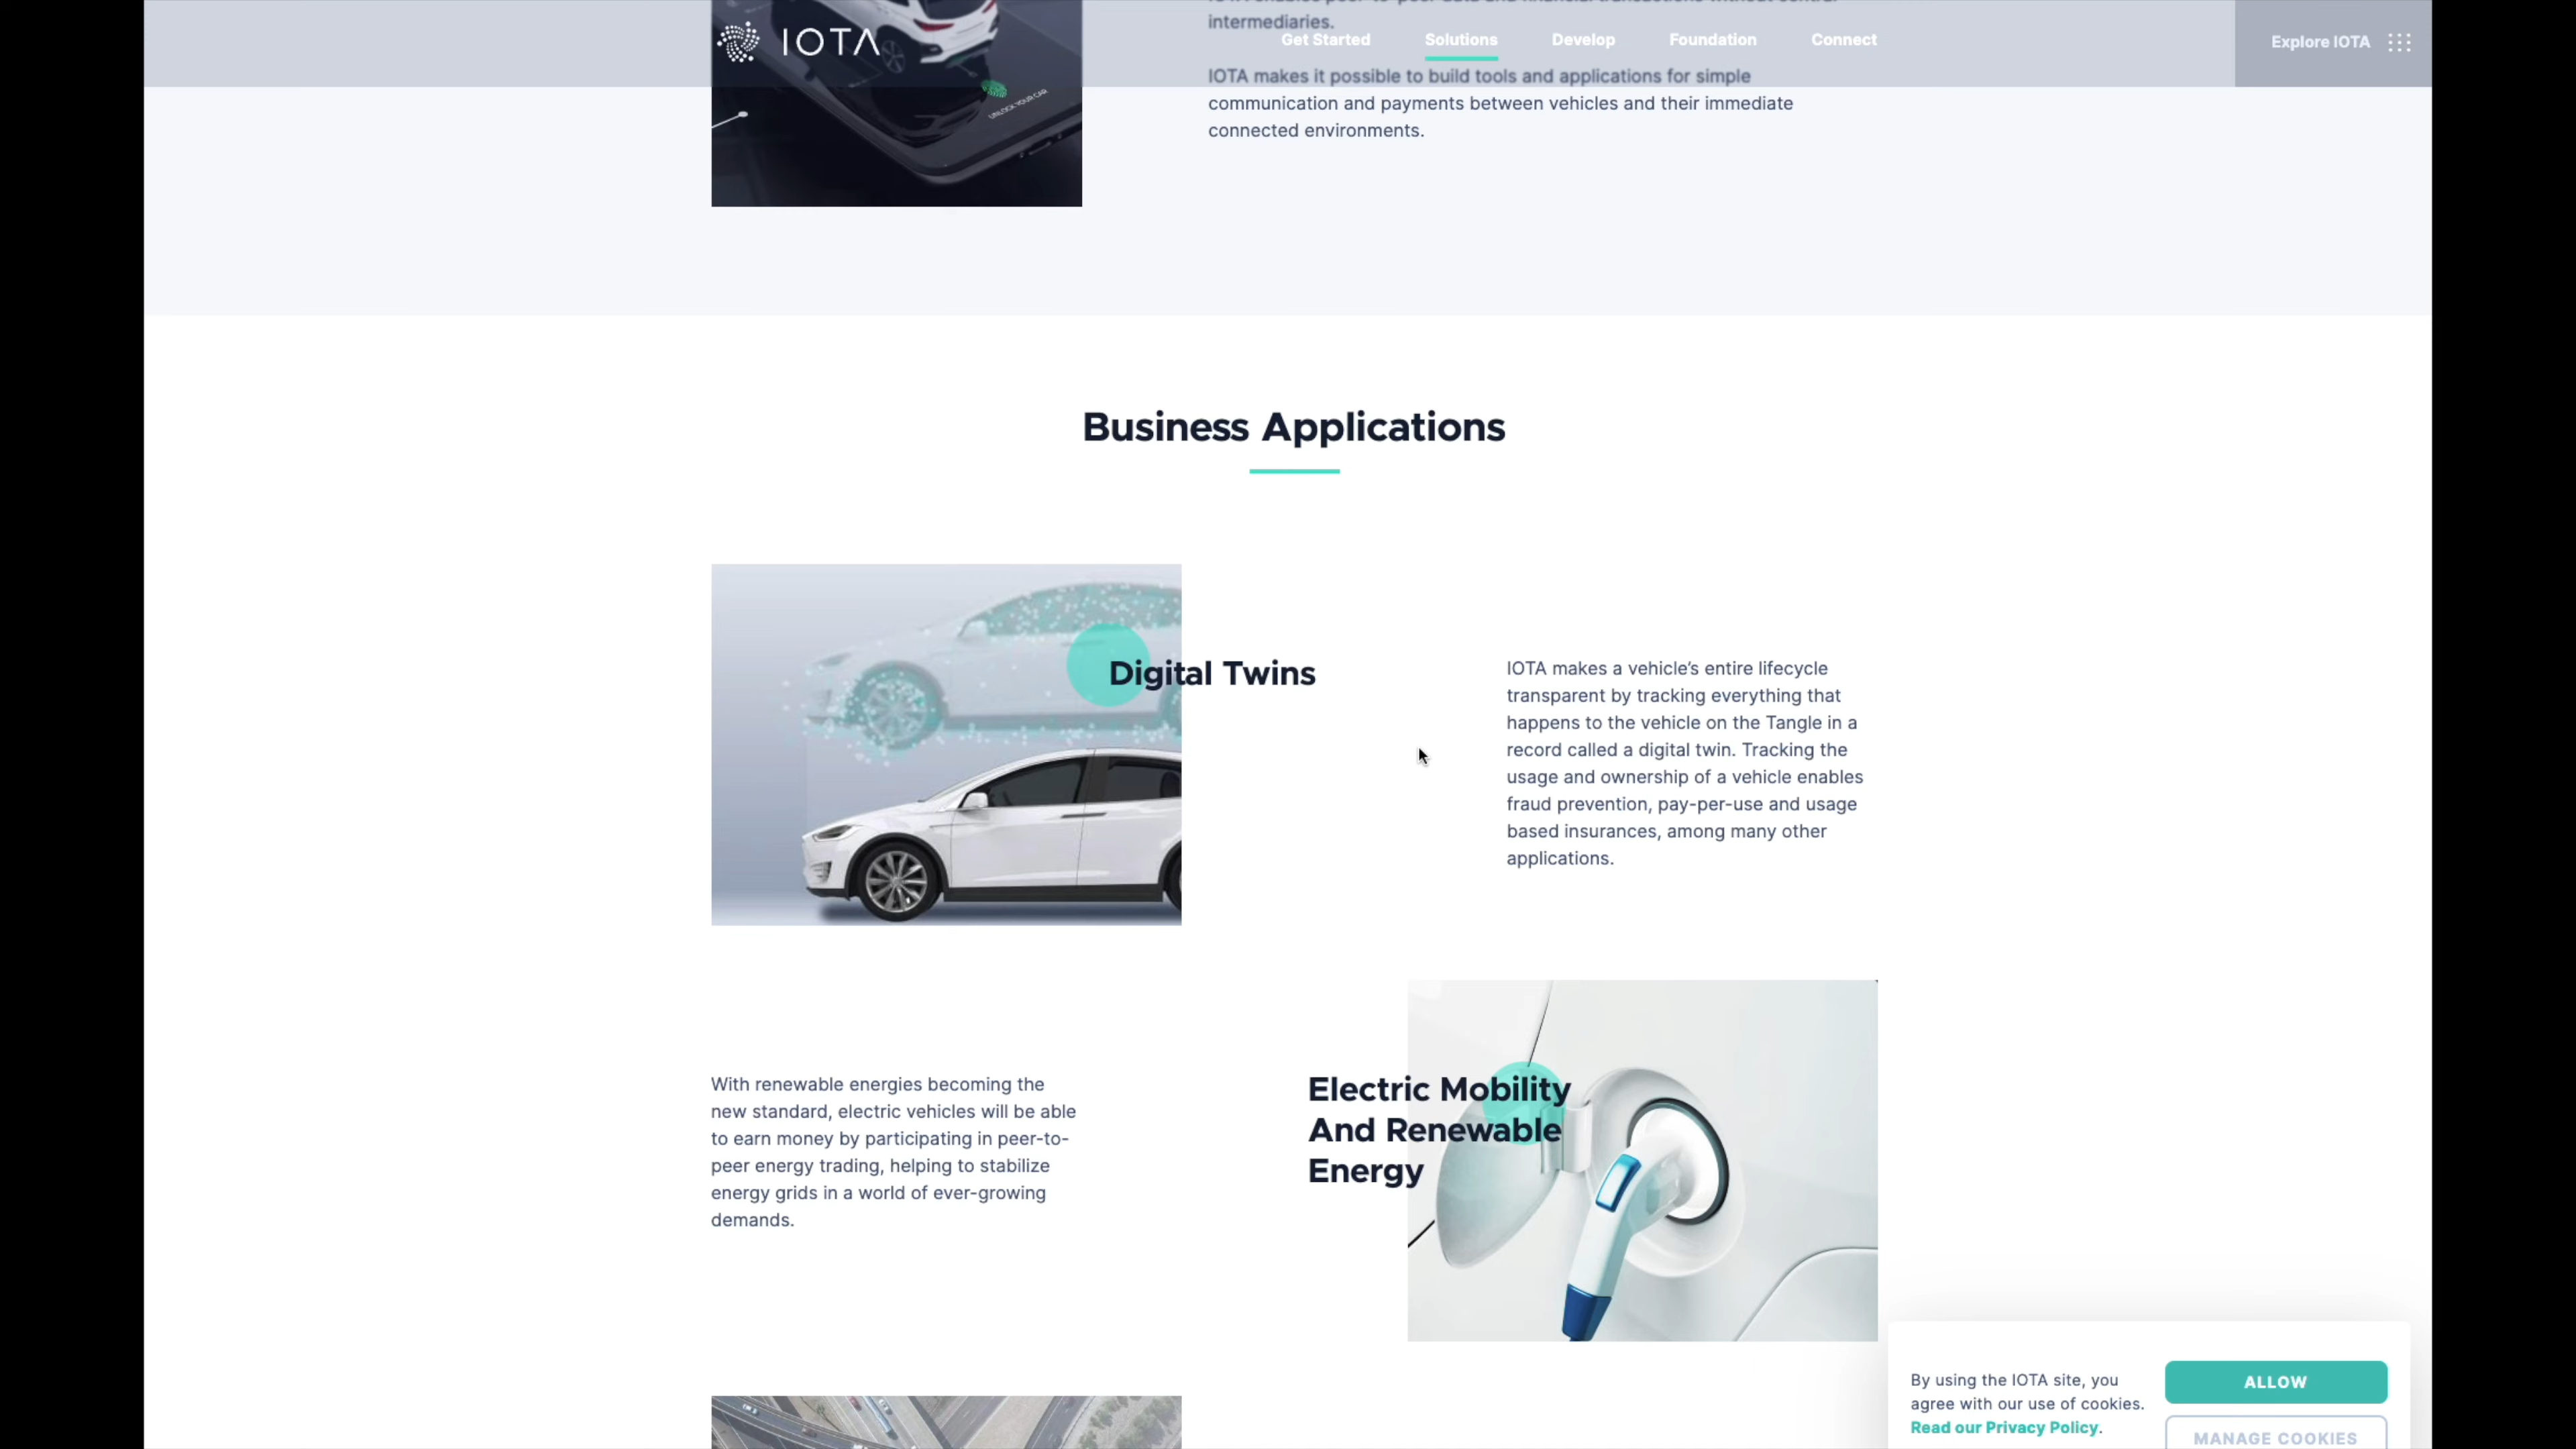 intermediaries.
IOTA
Get Started
Solutions
Develop
Foundation
Connect
Explore IOTA
IOTA makes it possible to build tools and applications for simple
communication and payments between vehicles and their immediate
connected environments.
UNLOCK YOUR CAR
Business Applications
Digital Twins
IOTA makes a vehicle’s entire lifecycle
transparent by tracking everything that
happens to the vehicle on the Tangle in a
record called a digital twin. Tracking the
usage and ownership of a vehicle enables
fraud prevention, pay-per-use and usage
based insurances, among many other
applications.
With renewable energies becoming the
new standard, electric vehicles will be able
to earn money by participating in peer-to-
peer energy trading, helping to stabilize
energy grids in a world of ever-growing
demands.
Electric Mobility
And Renewable
Energy
By using the IOTA site, you
agree with our use of cookies.
Read our Privacy Policy.
ALLOW
MANAGE COOKIES